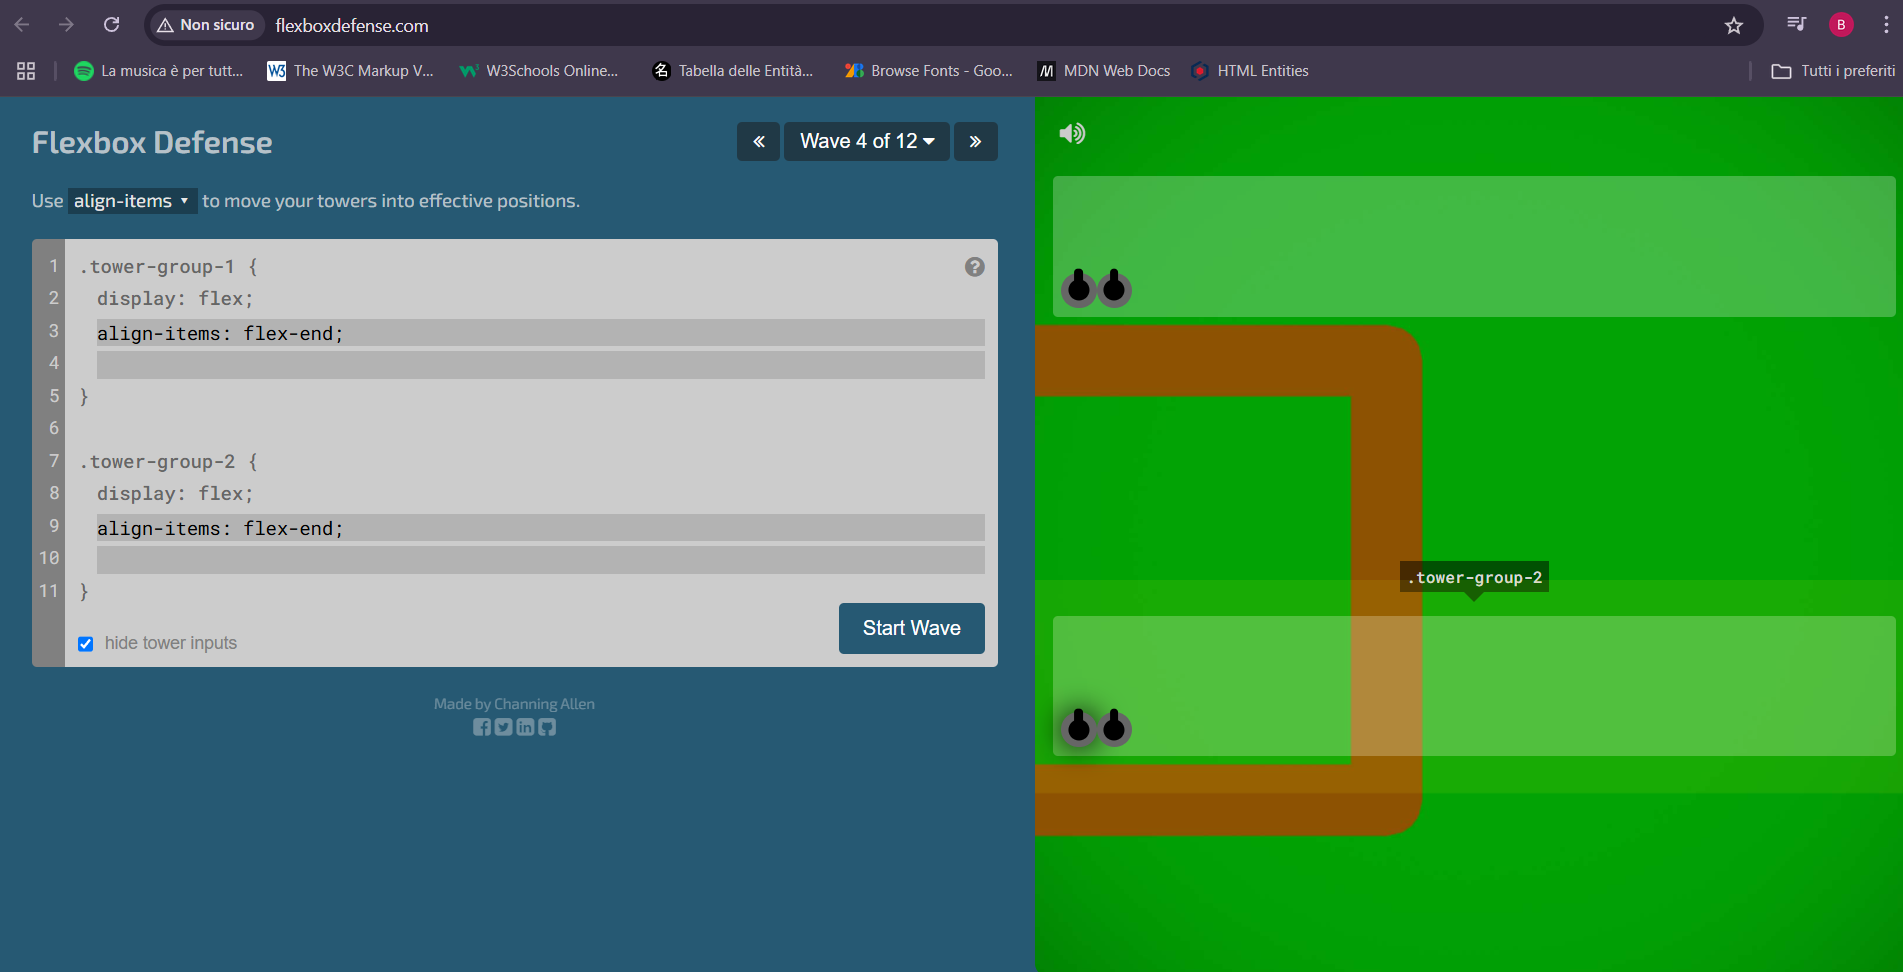 Non sicuro
flexboxdefense.com
B
La musica è per tutt...
W3 The W3C Markup V...
W3Schools Online...
名 Tabella delle Entità...
Browse Fonts - Goo...
MDN Web Docs
HTML Entities
Tutti i preferiti
Flexbox Defense
«
Wave 4 of 12
»
Use align-items to move your towers into effective positions.
1 .tower-group-1 {
?
2 display: flex;
3 align-items: flex-end;
4
5 }
6
7 .tower-group-2 {
8 display: flex;
9 align-items: flex-end;
10
11 }
hide tower inputs
Start Wave
Made by Channing Allen
.tower-group-2